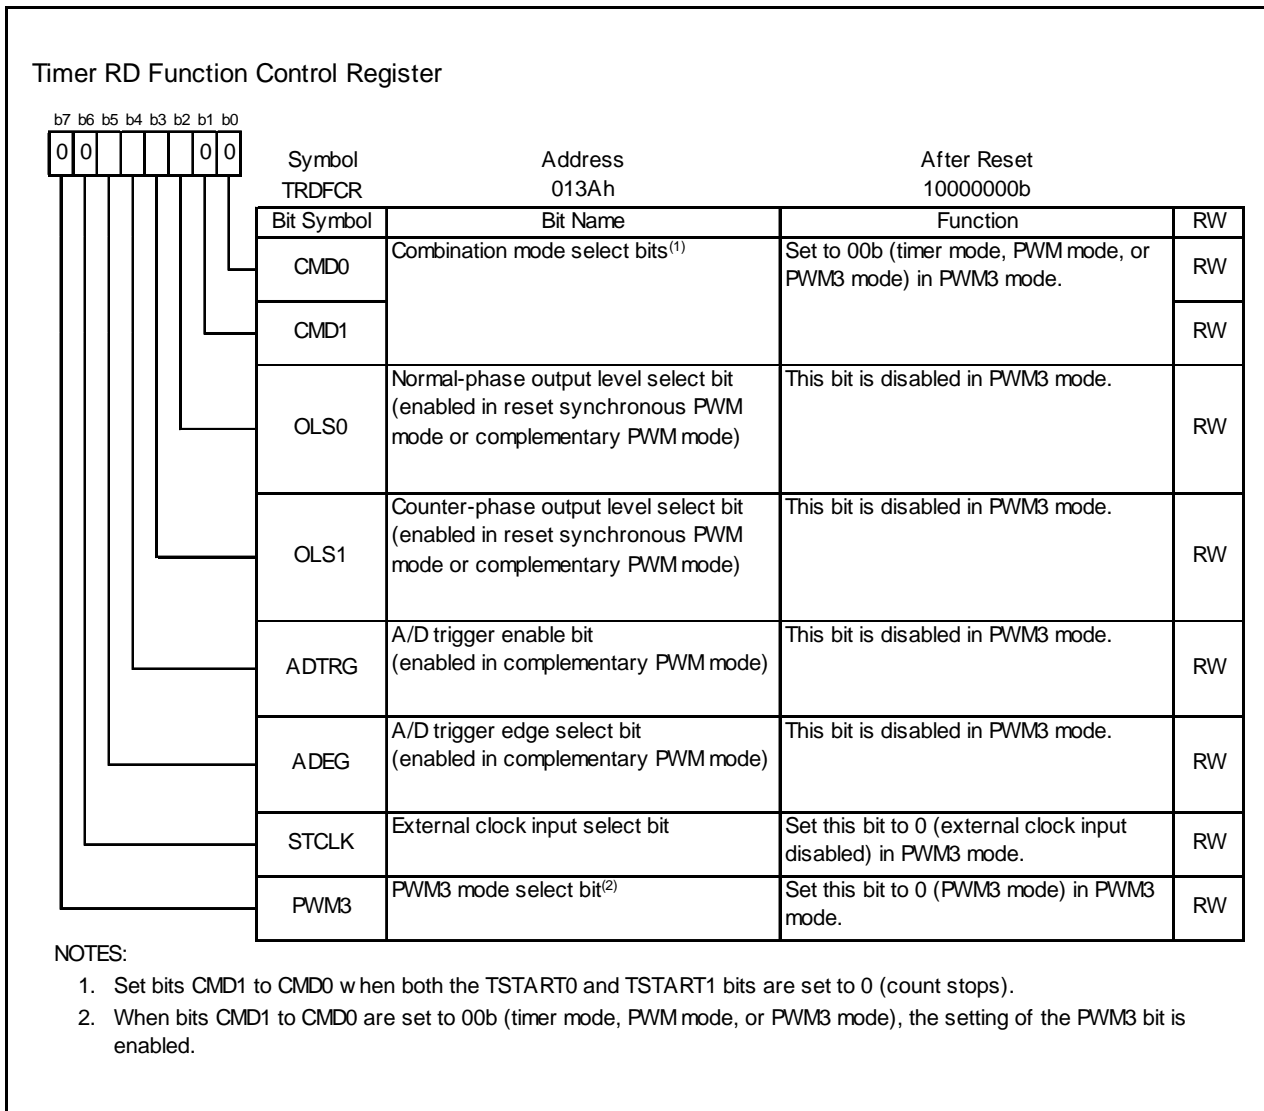 Timer RD Function Control Register
b7 b6 b5 b4 b3 b2 b1 b0
0 0 0 0
Symbol Address After Reset
TRDFCR 013Ah 10000000b
Bit Symbol Bit Name Function RW
CMD0 Combination mode select bits(1) Set to 00b (timer mode, PWM mode, or
PWM3 mode) in PWM3 mode. RW
CMD1 RW
OLS0 Normal-phase output level select bit
(enabled in reset synchronous PWM
mode or complementary PWM mode) This bit is disabled in PWM3 mode. RW
OLS1 Counter-phase output level select bit
(enabled in reset synchronous PWM
mode or complementary PWM mode) This bit is disabled in PWM3 mode. RW
ADTRG A/D trigger enable bit
(enabled in complementary PWM mode) This bit is disabled in PWM3 mode. RW
ADEG A/D trigger edge select bit
(enabled in complementary PWM mode) This bit is disabled in PWM3 mode. RW
STCLK External clock input select bit Set this bit to 0 (external clock input
disabled) in PWM3 mode. RW
PWM3 PWM3 mode select bit(2) Set this bit to 0 (PWM3 mode) in PWM3
mode. RW
NOTES:
1. Set bits CMD1 to CMD0 when both the TSTART0 and TSTART1 bits are set to 0 (count stops).
2. When bits CMD1 to CMD0 are set to 00b (timer mode, PWM mode, or PWM3 mode), the setting of the PWM3 bit is
enabled.